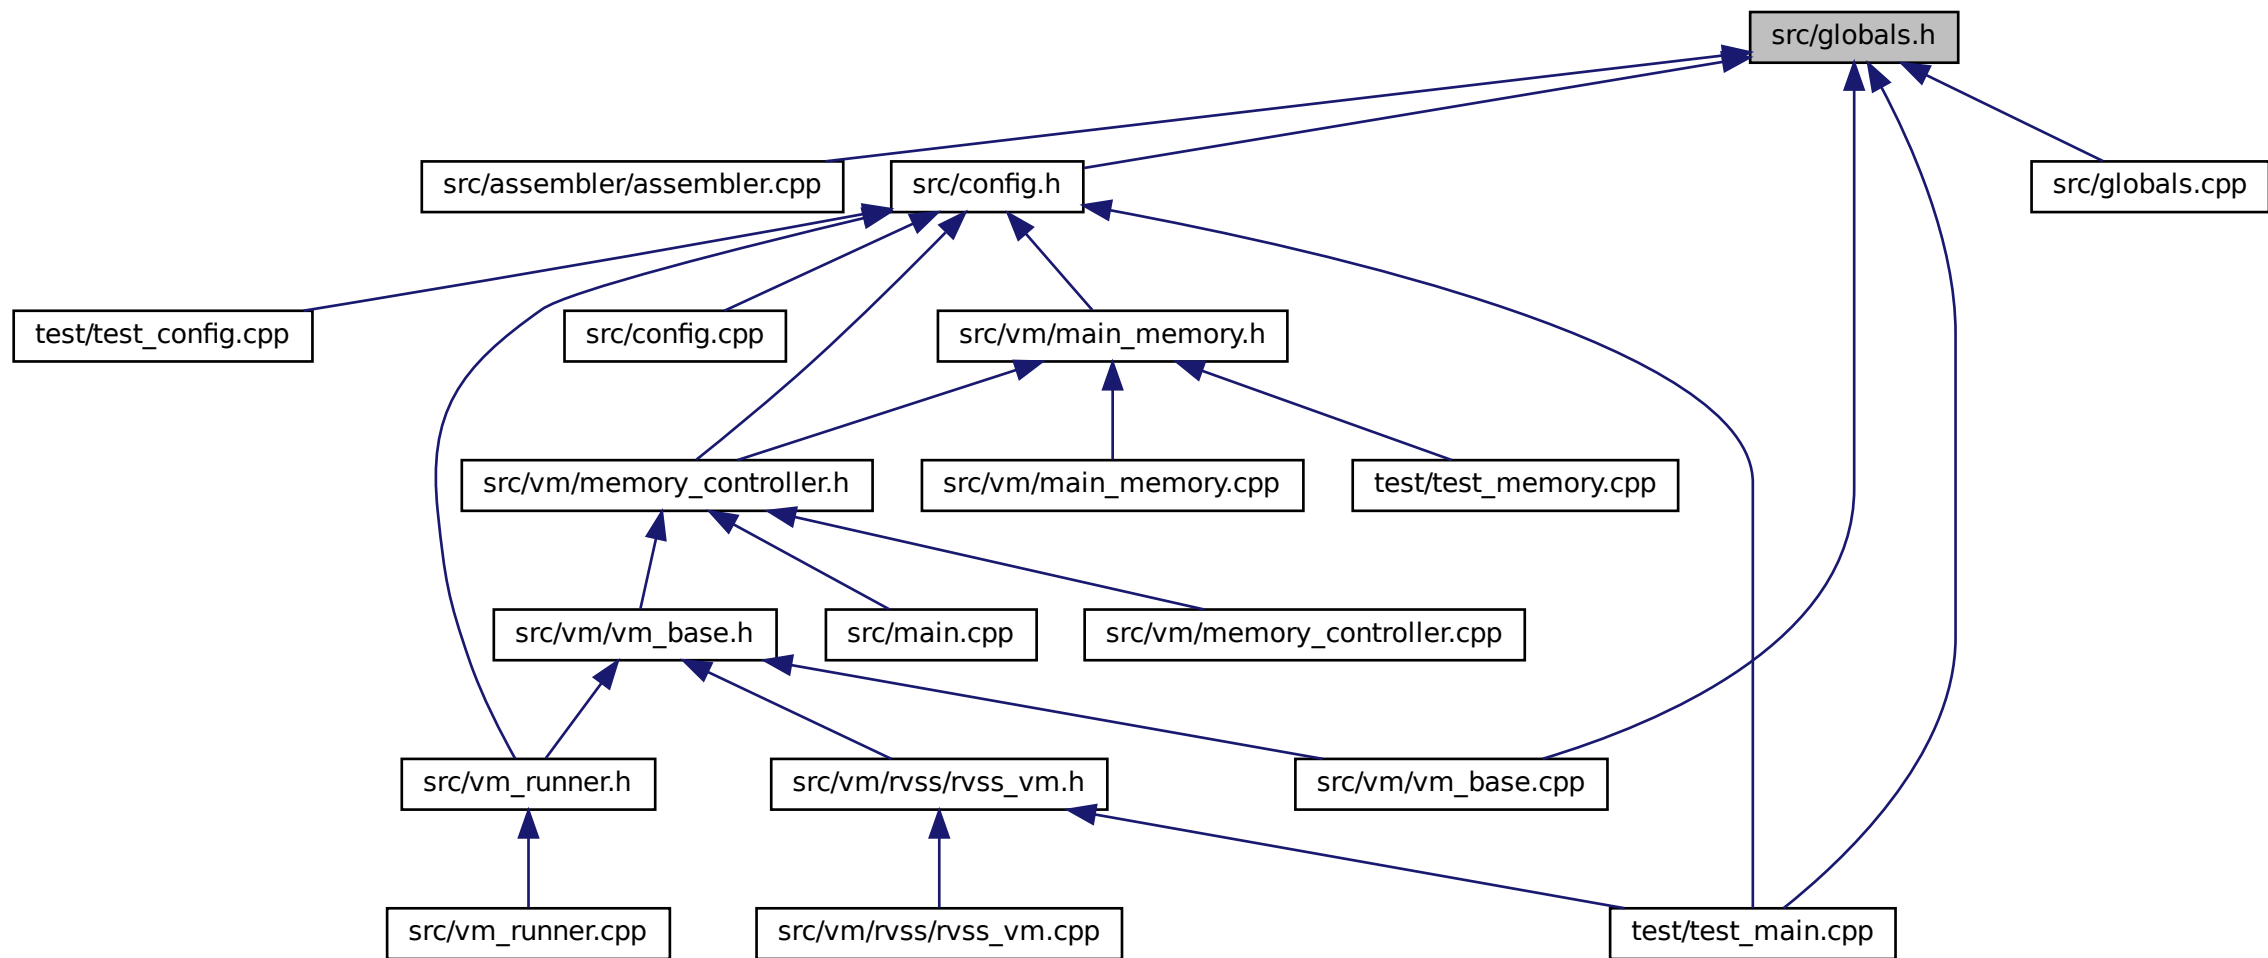 src/globals.h
src/assembler/assembler.cpp
src/config.h
src/globals.cpp
test/test_config.cpp
src/config.cpp
src/vm/main_memory.h
src/vm/memory_controller.h
src/vm/main_memory.cpp
test/test_memory.cpp
src/vm/vm_base.h
src/main.cpp
src/vm/memory_controller.cpp
src/vm_runner.h
src/vm/rvss/rvss_vm.h
src/vm/vm_base.cpp
src/vm_runner.cpp
src/vm/rvss/rvss_vm.cpp
test/test_main.cpp